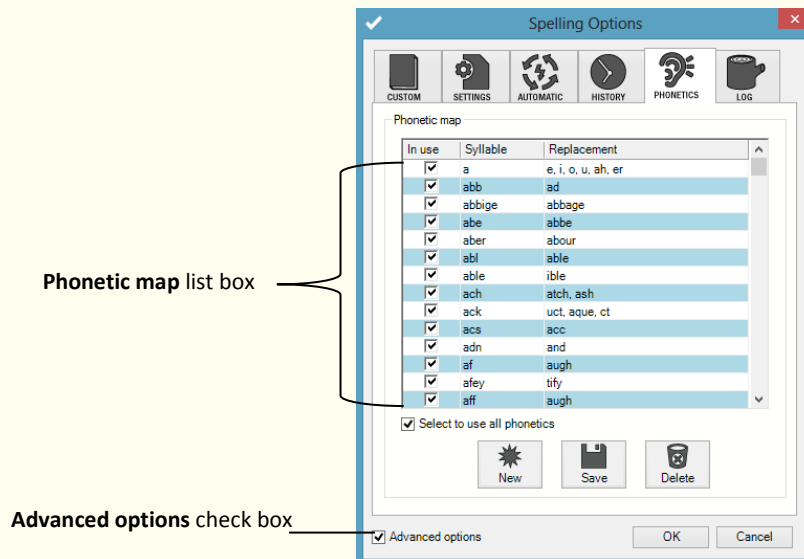 Spelling Options
CUSTOM SETTINGS AUTOMATIC HISTORY PHONETICS LOG
Phonetic map
In use Syllable Replacement
a e, i, o, u, ah, er
abb ad
abbige abbage
abe abbe
aber abour
abl able
Phonetic map list box
able ible
ach atch, ash
ack uct, aque, ct
acs acc
adn and
af augh
afey tify
aff augh
Select to use all phonetics
New Save Delete
Advanced options check box
Advanced options OK Cancel